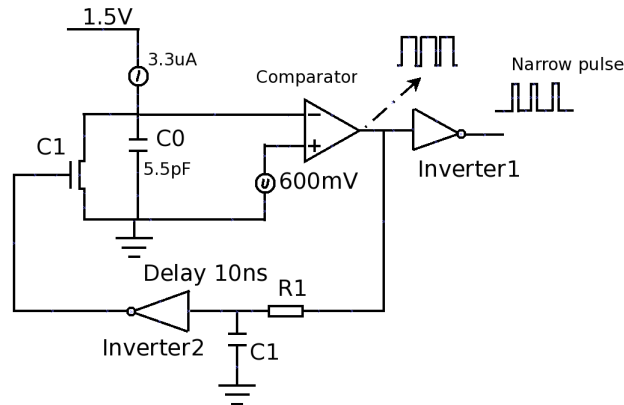 1.5V
3.3uA
I
Comparator
Narrow pulse
C1
C0
5.5pF
−
+
U
600mV
Inverter1
Delay 10ns
R1
Inverter2
C1